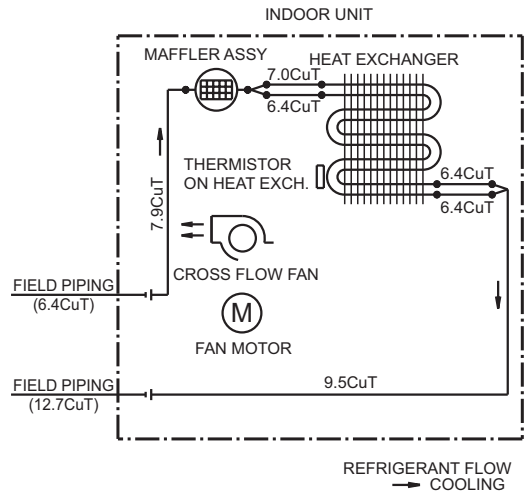 INDOOR UNIT
MAFFLER ASSY
HEAT EXCHANGER
7.0CuT
6.4CuT
THERMISTOR
ON HEAT EXCH.
6.4CuT
6.4CuT
7.9CuT
CROSS FLOW FAN
FIELD PIPING
(6.4CuT)
M
FAN MOTOR
FIELD PIPING
(12.7CuT)
9.5CuT
REFRIGERANT FLOW
COOLING